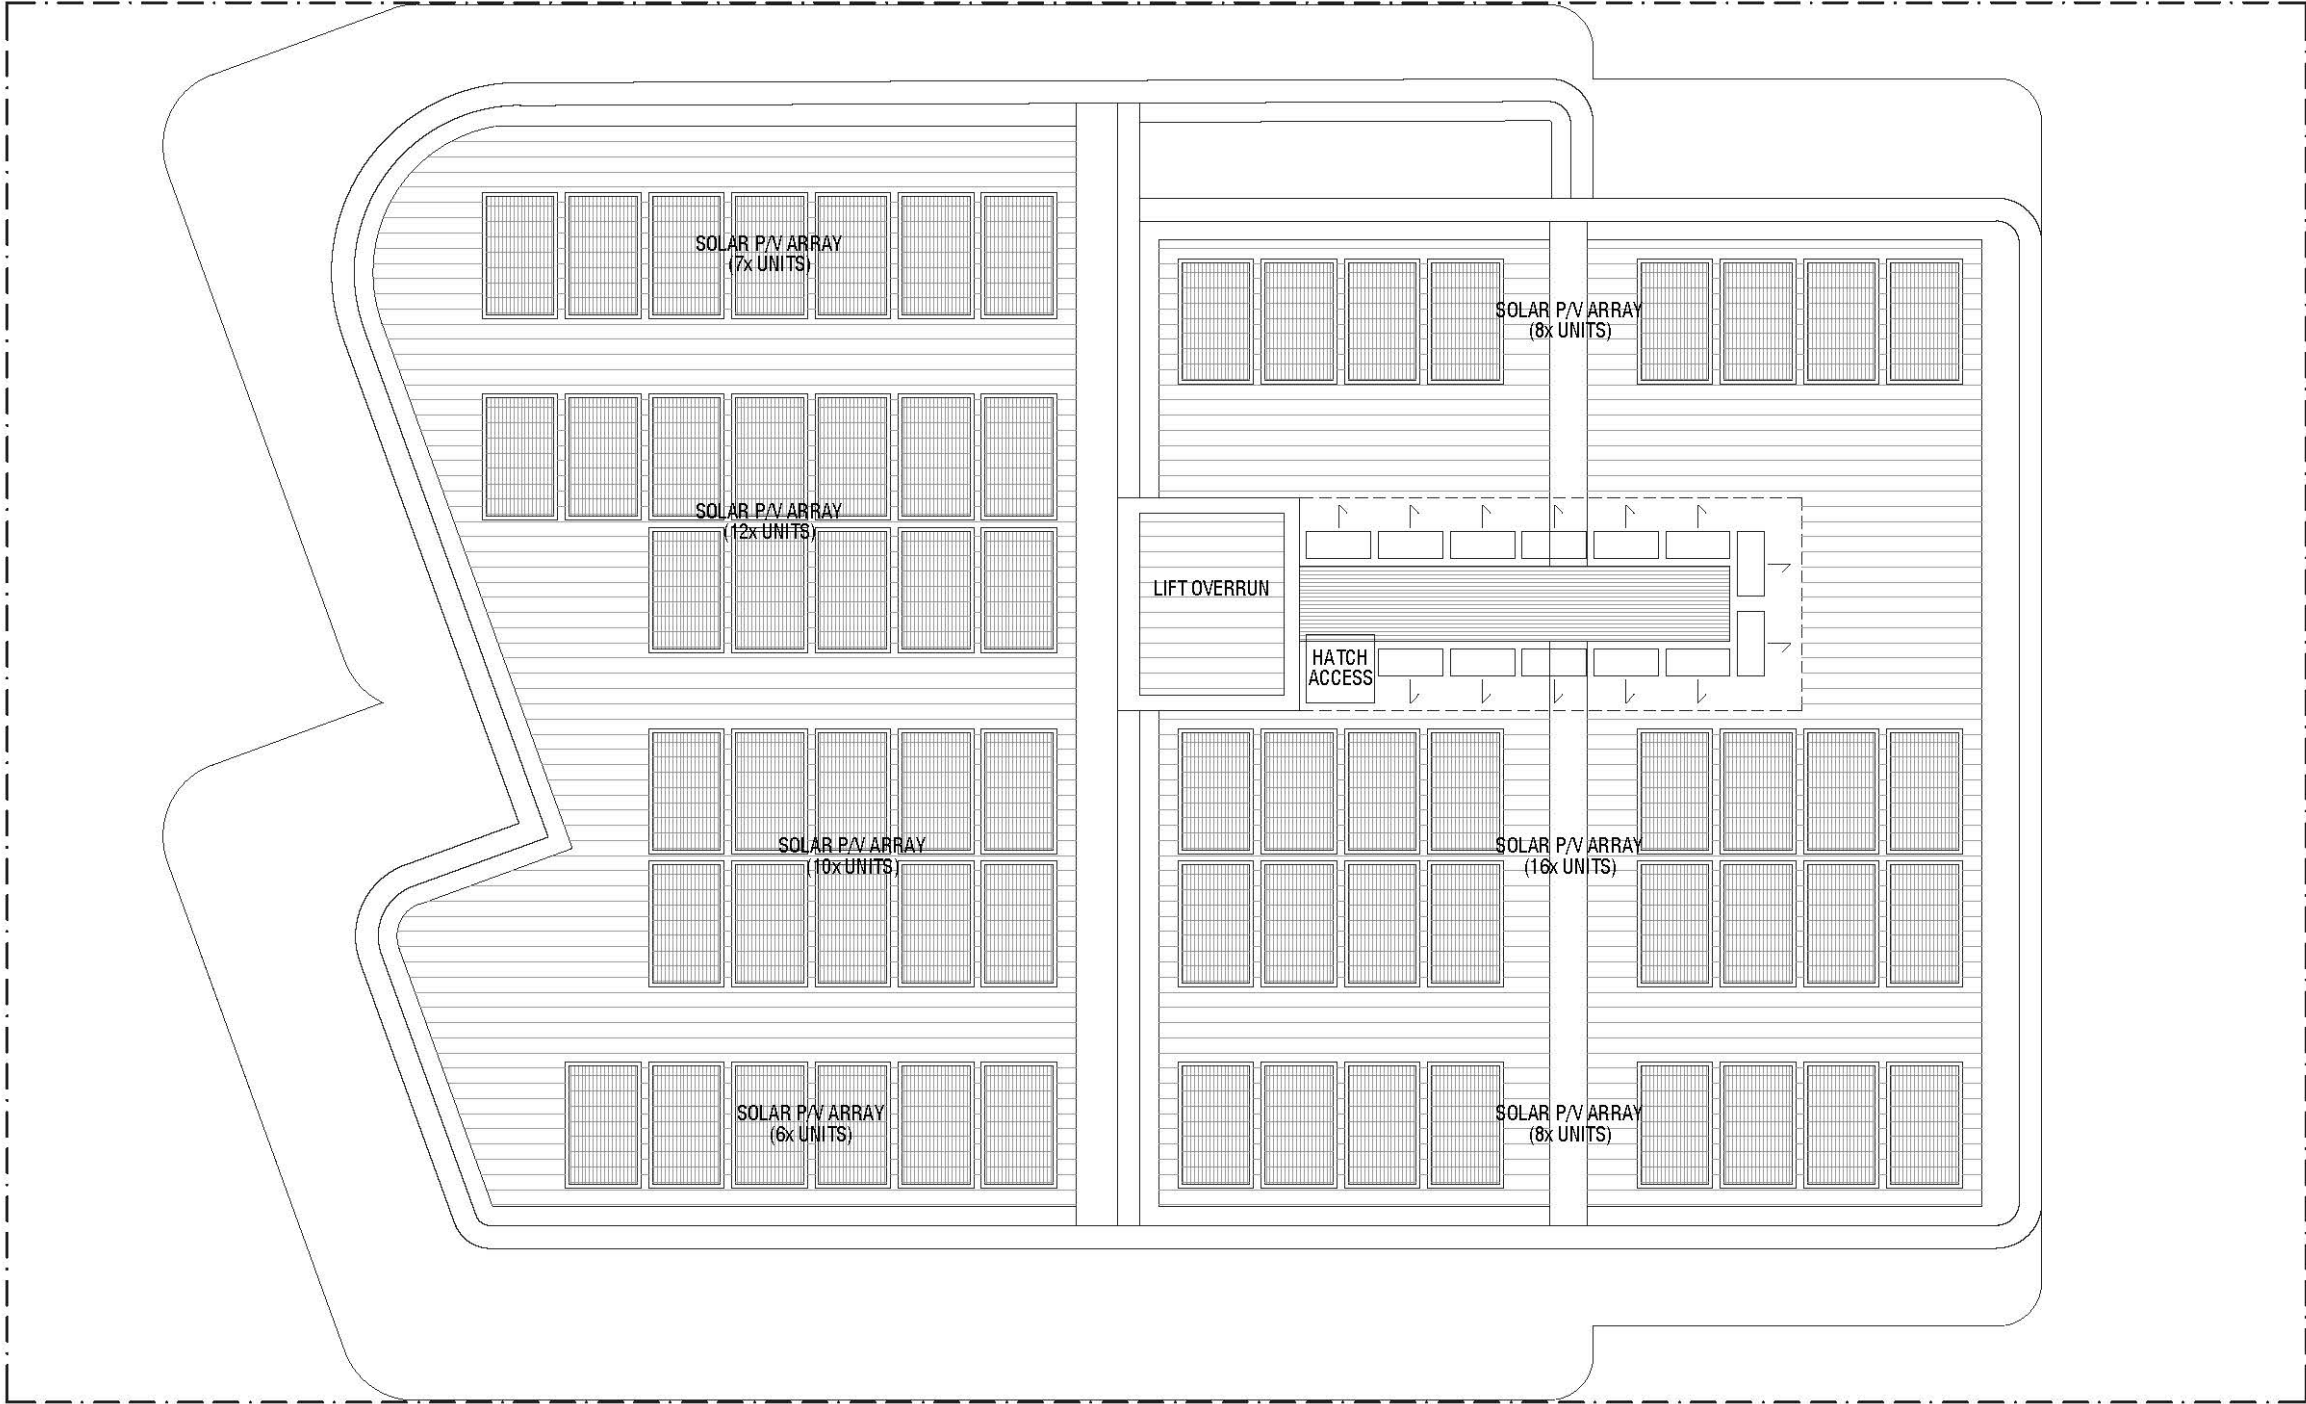 SOLAR P/V ARRAY
(7x UNITS)
SOLAR P/V ARRAY
(8x UNITS)
SOLAR P/V ARRAY
(12x UNITS)
LIFT OVERRUN
HATCH
ACCESS
SOLAR P/V ARRAY
(10x UNITS)
SOLAR P/V ARRAY
(16x UNITS)
SOLAR P/V ARRAY
(6x UNITS)
SOLAR P/V ARRAY
(8x UNITS)